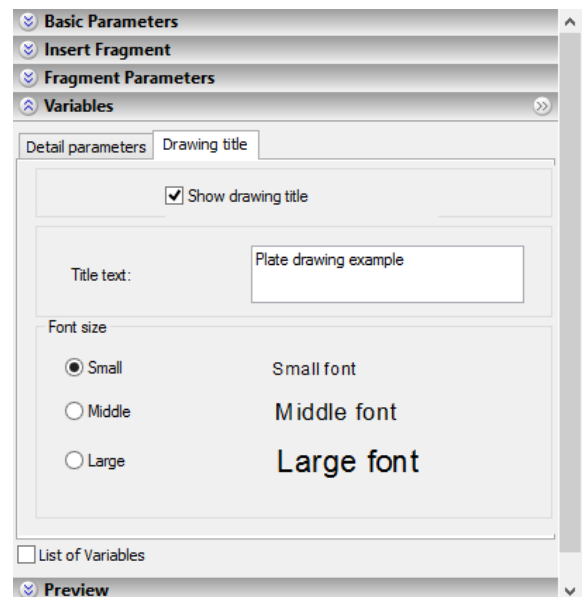 Basic Parameters
Insert Fragment
Fragment Parameters
Variables
Detail parameters Drawing title
Show drawing title
Title text: Plate drawing example
Font size
Small Small font
Middle Middle font
Large Large font
List of Variables
Preview